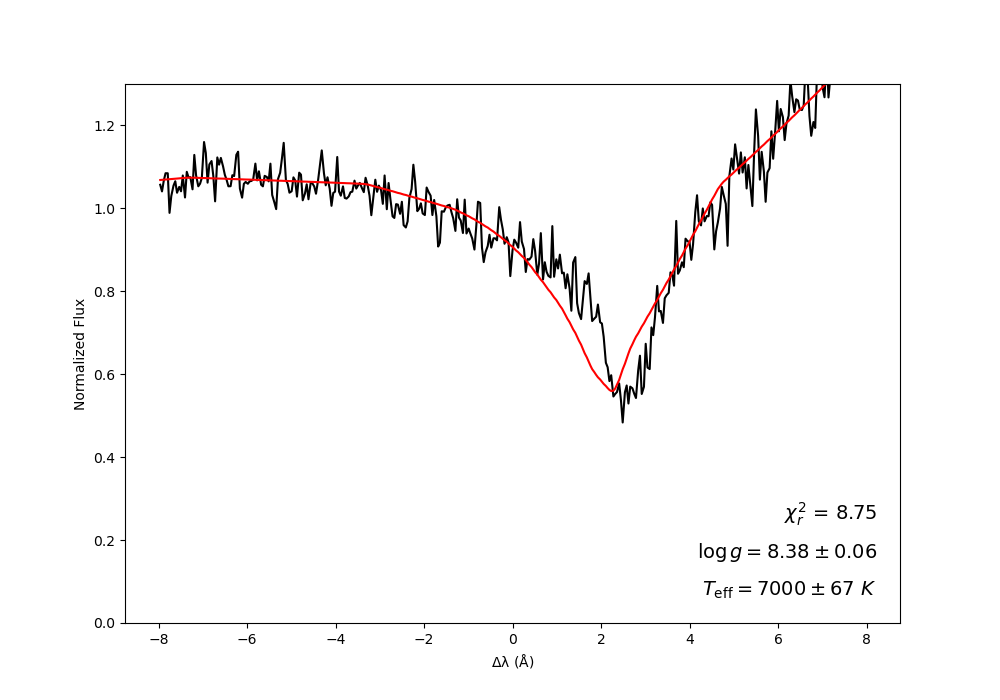 1.2
1.0
0.8
0.6
0.4
0.2
0.0
Normalized Flux
χ²ᵣ = 8.75
log g = 8.38 ± 0.06
T_eff = 7000 ± 67 K
−8 −6 −4 −2 0 2 4 6 8
Δλ (Å)